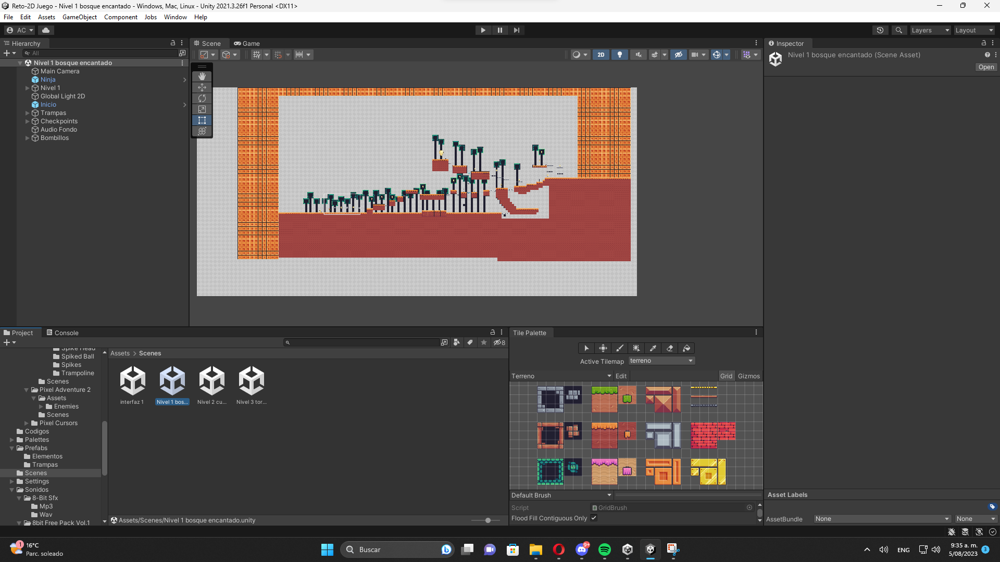 Reto-2D Juego - Nivel 1 bosque encantado - Windows, Mac, Linux - Unity 2021.3.26f1 Personal <DX11>
File Edit Assets GameObject Component Jobs Window Help
AC
Layers
Layout
Hierarchy
Scene
Game
Inspector
All
2D
Nivel 1 bosque encantado (Scene Asset)
Open
Nivel 1 bosque encantado
Main Camera
Ninja
Nivel 1
Global Light 2D
Inicio
Trampas
Checkpoints
Audio Fondo
Bombillos
Project
Console
8
Spike Head
Spiked Ball
Spikes
Trampoline
Scenes
Pixel Adventure 2
Assets
Enemies
Scenes
Pixel Cursors
Codigos
Palettes
Prefabs
Elementos
Trampas
Scenes
Settings
Sonidos
8-Bit Sfx
Mp3
Wav
8bit Free Pack Vol.1
Assets > Scenes
interfaz 1
Nivel 1 bos...
Nivel 2 cu...
Nivel 3 tor...
Assets/Scenes/Nivel 1 bosque encantado.unity
Tile Palette
Active Tilemap
terreno
Terreno
Edit
Grid
Gizmos
Default Brush
Script
GridBrush
Flood Fill Contiguous Only
Asset Labels
AssetBundle
None
None
1
16°C
Parc. soleado
Buscar
9+
ENG
9:35 a. m.
5/08/2023
3